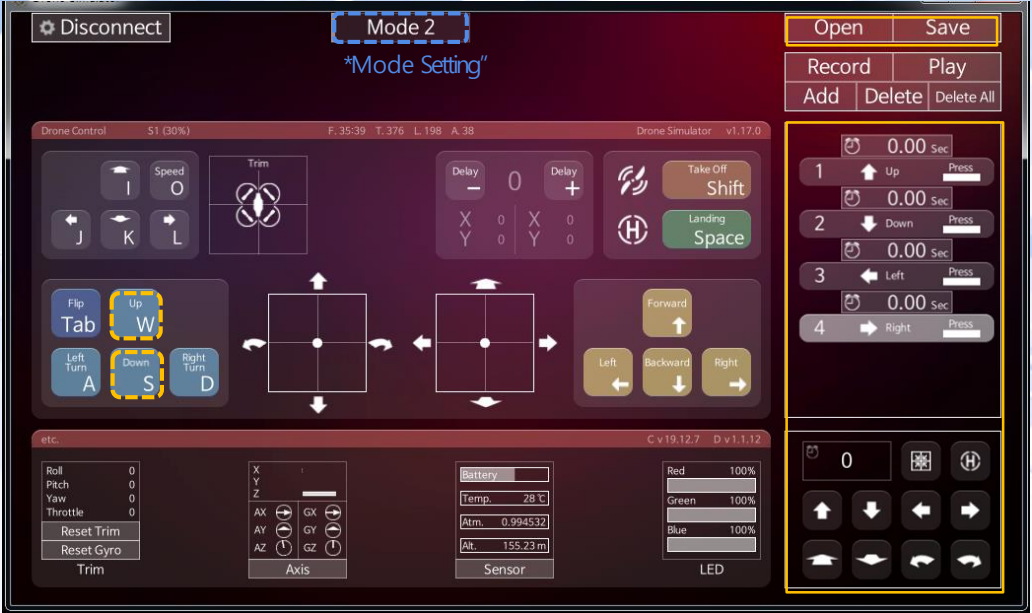 Disconnect
Mode 2
Open Save
*Mode Setting"
Record Play
Add Delete Delete All
Drone Control S1 (30%) F. 35:39 T. 376 L. 198 A. 38 Drone Simulator v1.17.0
I
Speed
O
J
K
L
Trim
Delay
−
0
Delay
+
X 0 X 0
Y 0 Y 0
Take Off
Shift
H
Landing
Space
Flip
Tab
Up
W
Left
Turn
A
Down
S
Right
Turn
D
Forward
Left
Backward
Right
0.00 Sec
1 Up Press
0.00 Sec
2 Down Press
0.00 Sec
3 Left Press
0.00 Sec
4 Right Press
etc. C v19.12.7 D v1.1.12
Roll 0
Pitch 0
Yaw 0
Throttle 0
Reset Trim
Reset Gyro
Trim
X :
Y
Z
AX GX
AY GY
AZ GZ
Axis
Battery
Temp. 28 ℃
Atm. 0.994532
Alt. 155.23 m
Sensor
Red 100%
Green 100%
Blue 100%
LED
0
H